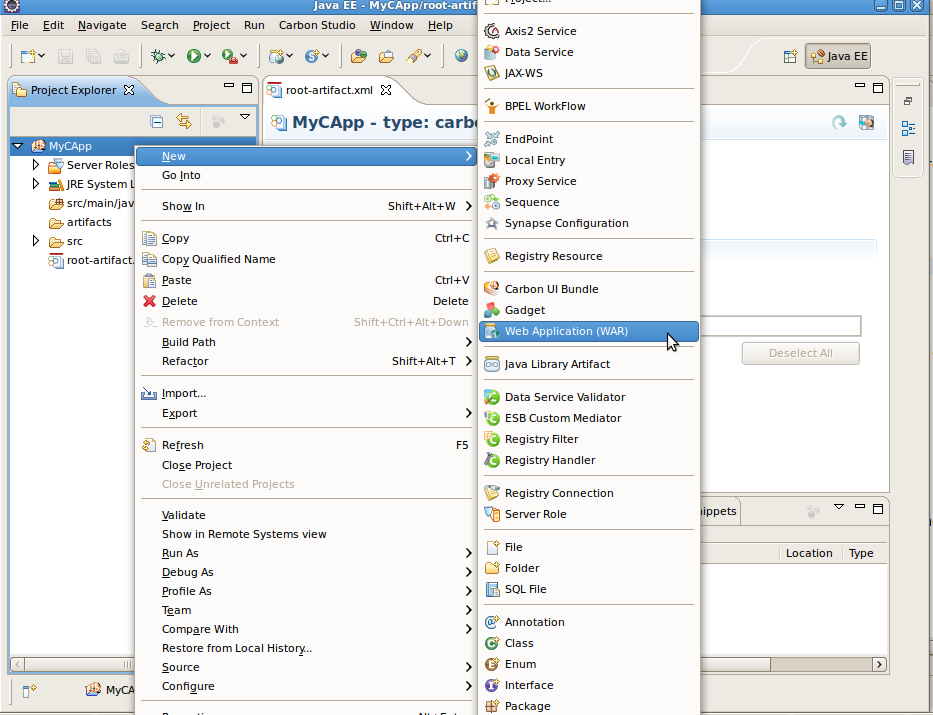 Java EE - MyCApp/root-artif
File Edit Navigate Search Project Run Carbon Studio Window Help
Java EE
Project Explorer
root-artifact.xml
MyCApp - type: carbo
MyCApp
Server Roles
JRE System L
src/main/jav
artifacts
src
root-artifact.
New
Go Into
Show In Shift+Alt+W
Copy Ctrl+C
Copy Qualified Name
Paste Ctrl+V
Delete Delete
Remove from Context Shift+Ctrl+Alt+Down
Build Path
Refactor Shift+Alt+T
Import...
Export
Refresh F5
Close Project
Close Unrelated Projects
Validate
Show in Remote Systems view
Run As
Debug As
Profile As
Team
Compare With
Restore from Local History...
Source
Configure
Project...
Axis2 Service
Data Service
JAX-WS
BPEL WorkFlow
EndPoint
Local Entry
Proxy Service
Sequence
Synapse Configuration
Registry Resource
Carbon UI Bundle
Gadget
Web Application (WAR)
Java Library Artifact
Data Service Validator
ESB Custom Mediator
Registry Filter
Registry Handler
Registry Connection
Server Role
File
Folder
SQL File
Annotation
Class
Enum
Interface
Package
Deselect All
nippets
Location Type
MyCA